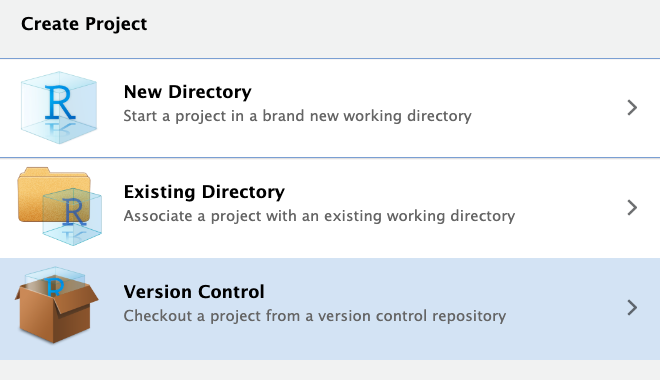 Create Project
New Directory
Start a project in a brand new working directory
Existing Directory
Associate a project with an existing working directory
Version Control
Checkout a project from a version control repository